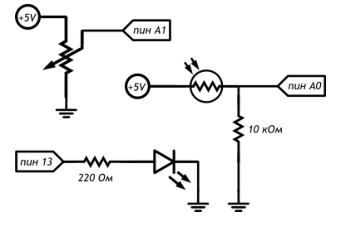 +5V
пин A1
+5V
пин A0
10 кОм
пин 13
220 Ом